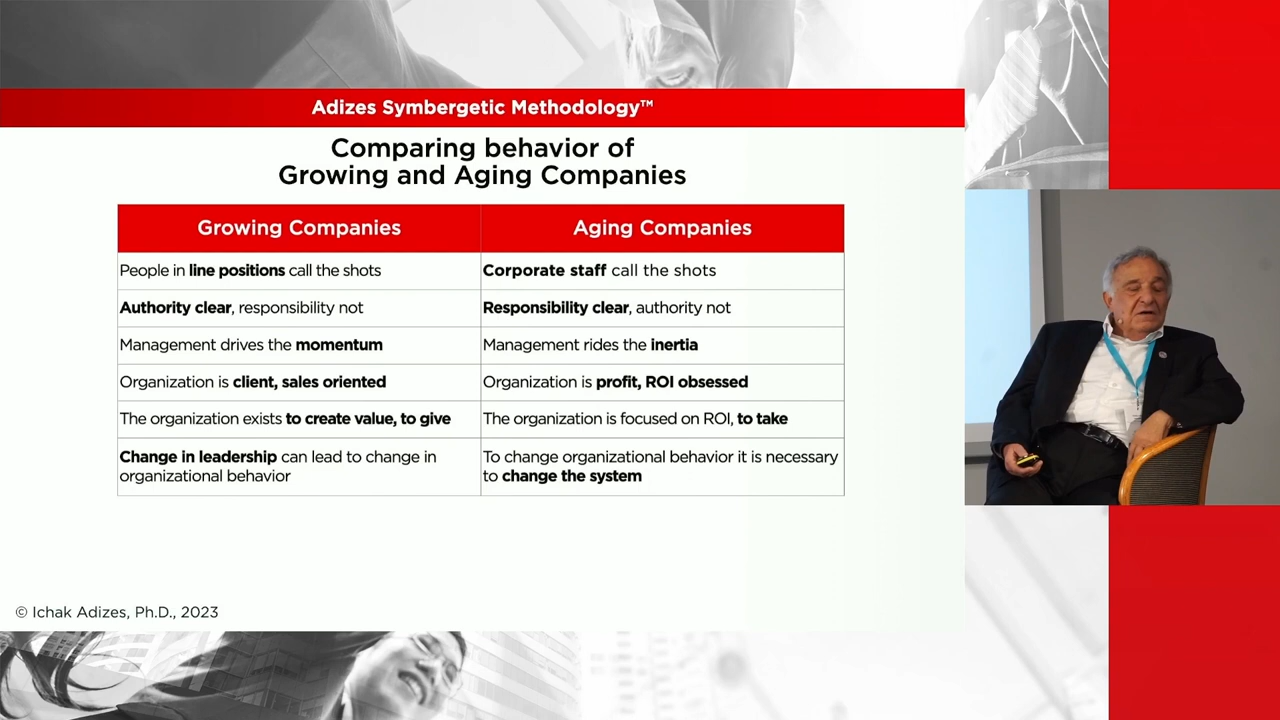 Adizes Symbergetic Methodology™
Comparing behavior of
Growing and Aging Companies
Growing Companies
Aging Companies
People in line positions call the shots
Corporate staff call the shots
Authority clear, responsibility not
Responsibility clear, authority not
Management drives the momentum
Management rides the inertia
Organization is client, sales oriented
Organization is profit, ROI obsessed
The organization exists to create value, to give
The organization is focused on ROI, to take
Change in leadership can lead to change in
organizational behavior
To change organizational behavior it is necessary
to change the system
© Ichak Adizes, Ph.D., 2023